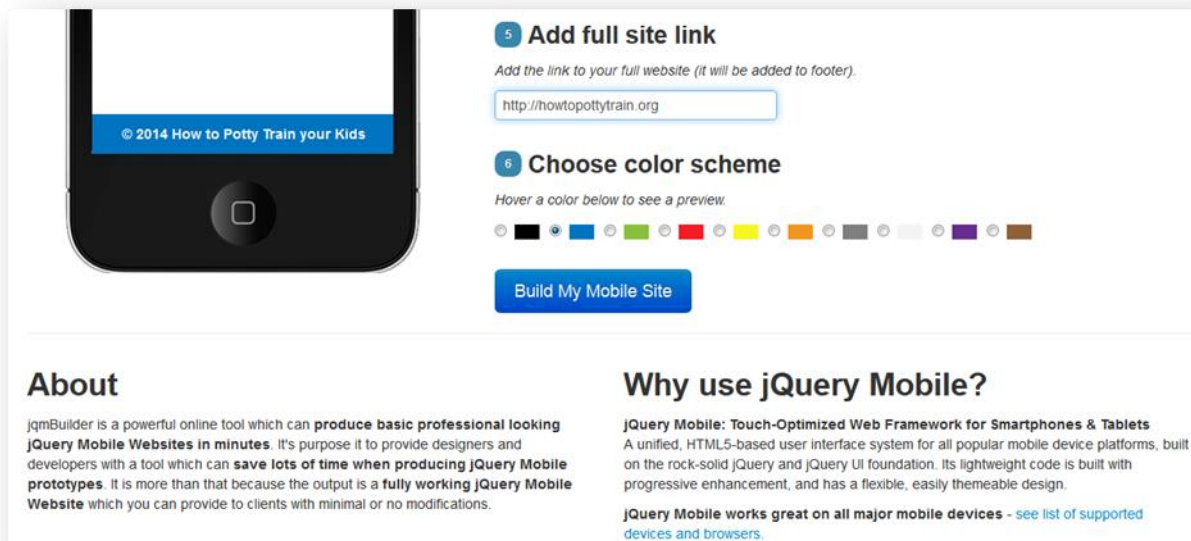 5 Add full site link
Add the link to your full website (it will be added to footer).
http://howtopottytrain.org
© 2014 How to Potty Train your Kids
6 Choose color scheme
Hover a color below to see a preview.
Build My Mobile Site
About
jqmBuilder is a powerful online tool which can produce basic professional looking
jQuery Mobile Websites in minutes. It's purpose it to provide designers and
developers with a tool which can save lots of time when producing jQuery Mobile
prototypes. It is more than that because the output is a fully working jQuery Mobile
Website which you can provide to clients with minimal or no modifications.
Why use jQuery Mobile?
jQuery Mobile: Touch-Optimized Web Framework for Smartphones & Tablets
A unified, HTML5-based user interface system for all popular mobile device platforms, built
on the rock-solid jQuery and jQuery UI foundation. Its lightweight code is built with
progressive enhancement, and has a flexible, easily themeable design.
jQuery Mobile works great on all major mobile devices - see list of supported
devices and browsers.